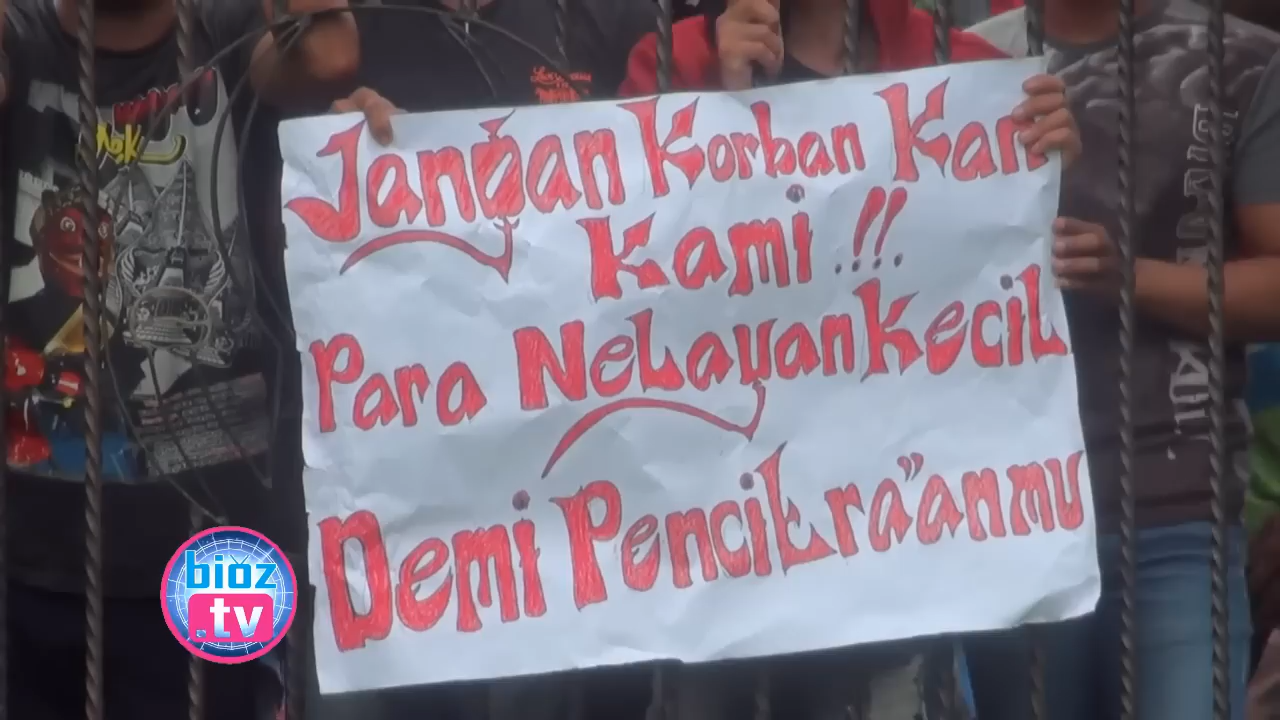 Jangan Korban Kan
Kami !!!
Para Nelayan Kecil
Demi Pencitra"anmu
bioz
.tv